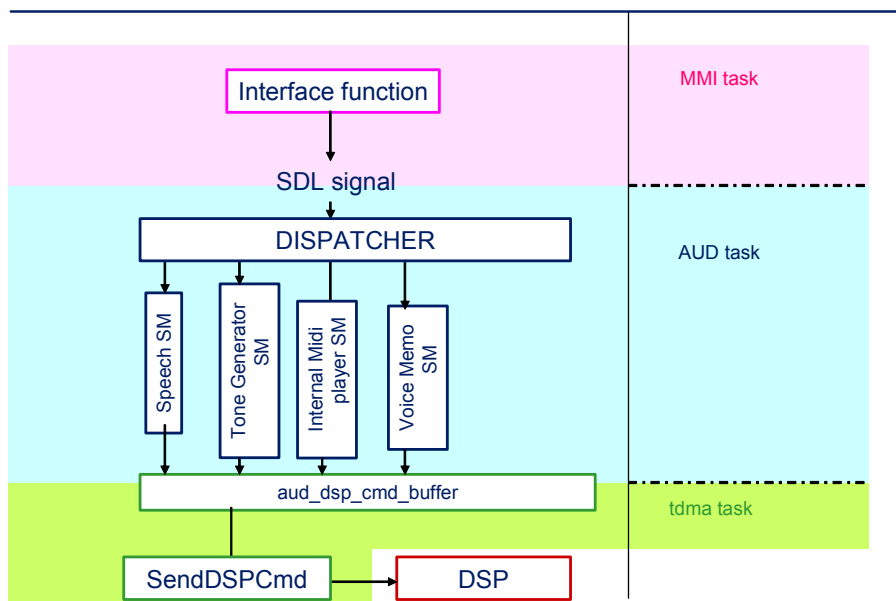 Interface function
MMI task
SDL signal
DISPATCHER
AUD task
Speech SM
Tone Generator
SM
Internal Midi
player SM
Voice Memo
SM
aud_dsp_cmd_buffer
tdma task
SendDSPCmd
DSP